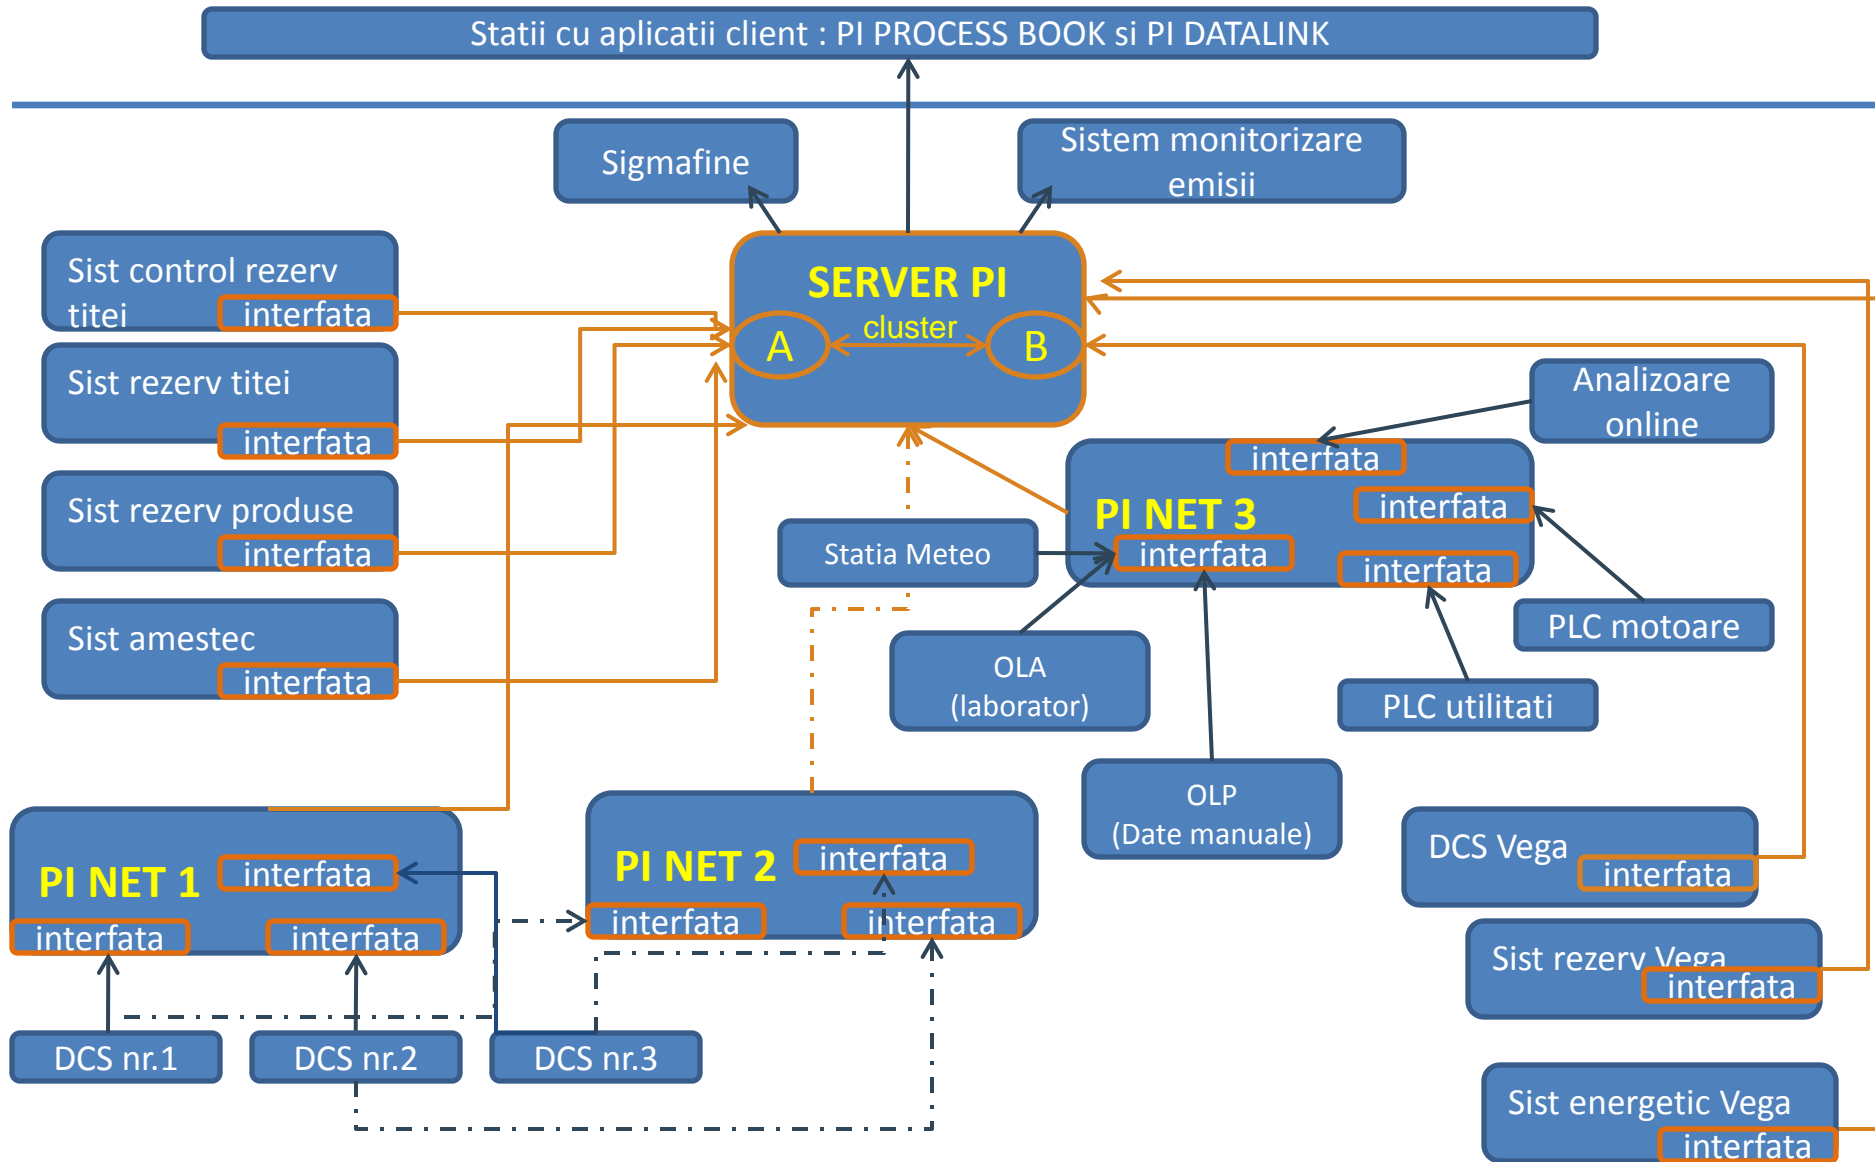 Statii cu aplicatii client : PI PROCESS BOOK si PI DATALINK
Sigmafine
Sistem monitorizare
emisii
Sist control rezerv
titei
interfata
SERVER PI
cluster
A
B
Sist rezerv titei
interfata
Analizoare
online
interfata
Sist rezerv produse
interfata
PI NET 3
interfata
interfata
interfata
Statia Meteo
Sist amestec
interfata
OLA
(laborator)
PLC motoare
PLC utilitati
OLP
(Date manuale)
PI NET 1
interfata
interfata
interfata
PI NET 2
interfata
interfata
interfata
DCS Vega
interfata
Sist rezerv Vega
interfata
DCS nr.1
DCS nr.2
DCS nr.3
Sist energetic Vega
interfata